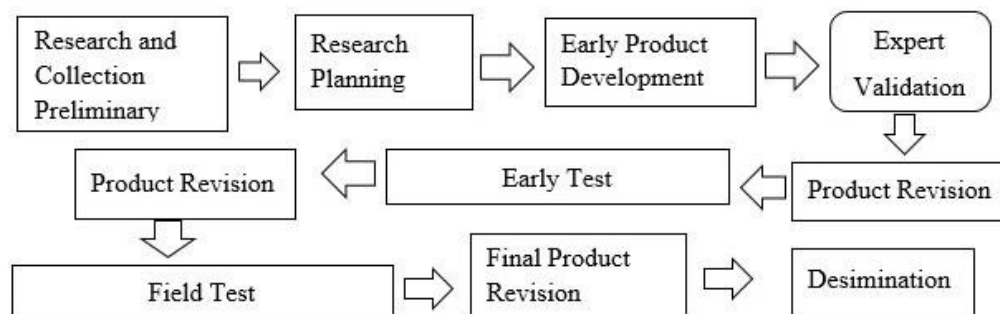 Research and
Collection
Preliminary
Research
Planning
Early Product
Development
Expert
Validation
Product Revision
Early Test
Product Revision
Field Test
Final Product
Revision
Desimination